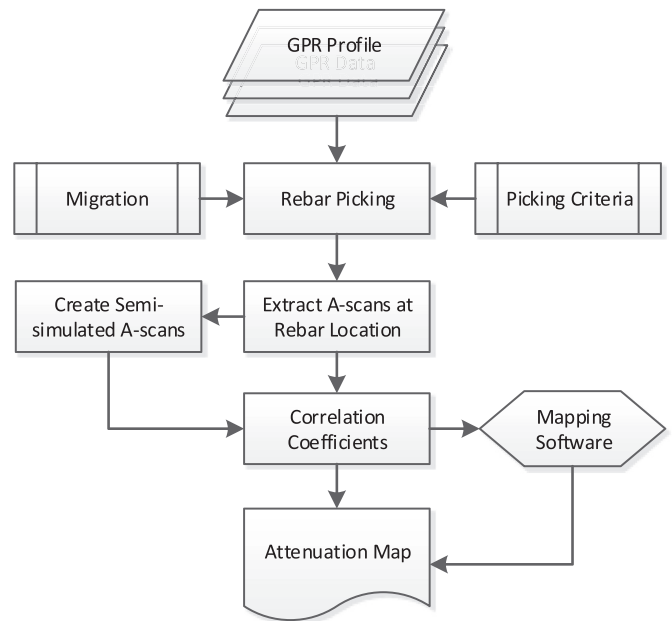 GPR Profile
GPR Data
Migration
Rebar Picking
Picking Criteria
Create Semi-
simulated A-scans
Extract A-scans at
Rebar Location
Correlation
Coefficients
Mapping
Software
Attenuation Map